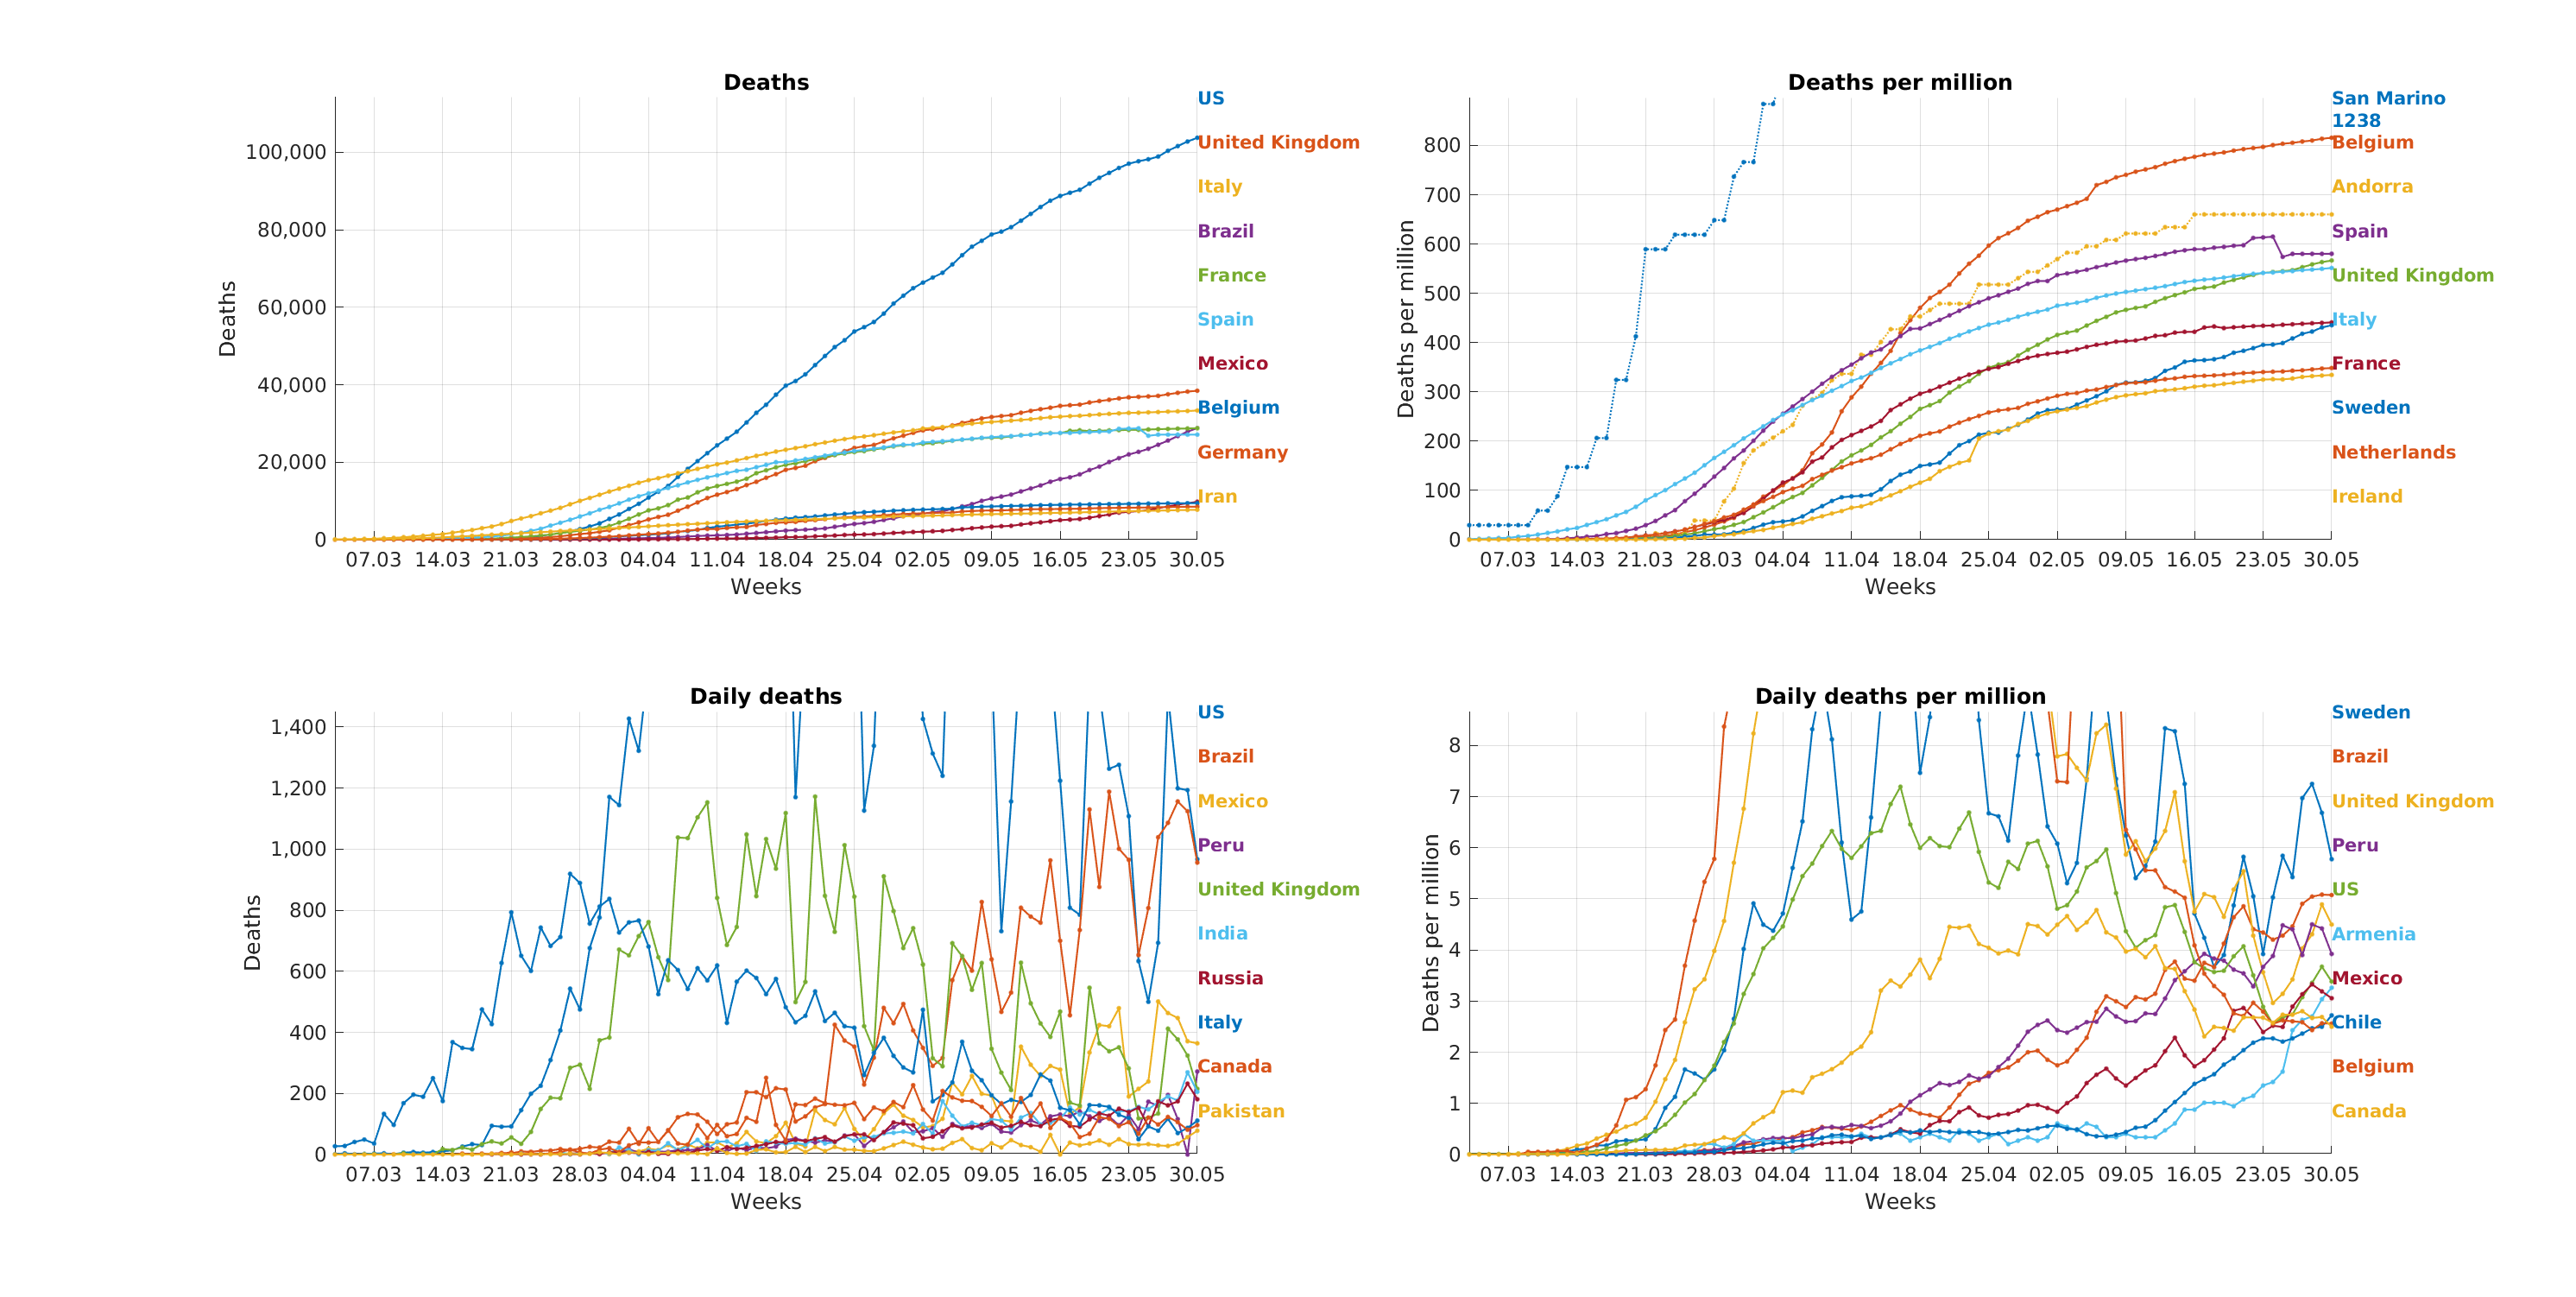 Deaths
Deaths
100,000
80,000
60,000
40,000
20,000
0
07.03 14.03 21.03 28.03 04.04 11.04 18.04 25.04 02.05 09.05 16.05 23.05 30.05
Weeks
US
United Kingdom
Italy
Brazil
France
Spain
Mexico
Belgium
Germany
Iran
Deaths per million
Deaths per million
800
700
600
500
400
300
200
100
0
07.03 14.03 21.03 28.03 04.04 11.04 18.04 25.04 02.05 09.05 16.05 23.05 30.05
Weeks
San Marino
1238
Belgium
Andorra
Spain
United Kingdom
Italy
France
Sweden
Netherlands
Ireland
Daily deaths
Deaths
1,400
1,200
1,000
800
600
400
200
0
07.03 14.03 21.03 28.03 04.04 11.04 18.04 25.04 02.05 09.05 16.05 23.05 30.05
Weeks
US
Brazil
Mexico
Peru
United Kingdom
India
Russia
Italy
Canada
Pakistan
Daily deaths per million
Deaths per million
8
7
6
5
4
3
2
1
0
07.03 14.03 21.03 28.03 04.04 11.04 18.04 25.04 02.05 09.05 16.05 23.05 30.05
Weeks
Sweden
Brazil
United Kingdom
Peru
US
Armenia
Mexico
Chile
Belgium
Canada